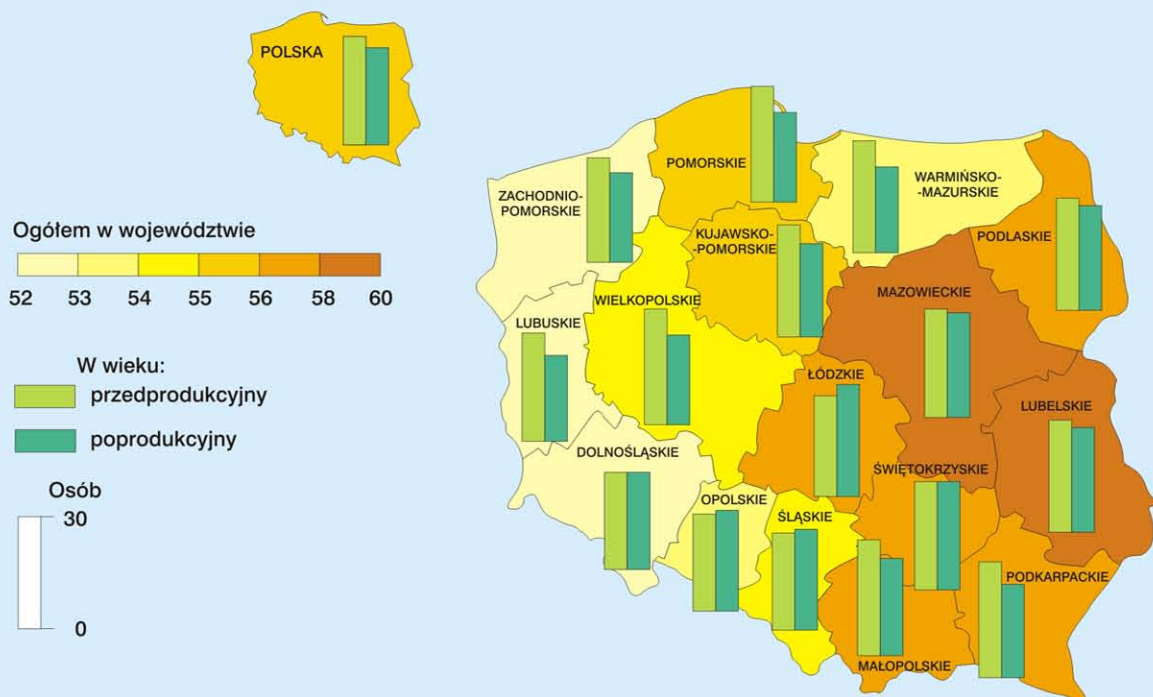 POLSKA
Ogółem w województwie
52 53 54 55 56 58 60
W wieku:
przedprodukcyjny
poprodukcyjny
Osób
30
0
POMORSKIE
ZACHODNIO-
POMORSKIE
WARMIŃSKO-
-MAZURSKIE
KUJAWSKO-
-POMORSKIE
PODLASKIE
WIELKOPOLSKIE
MAZOWIECKIE
LUBUSKIE
ŁÓDZKIE
LUBELSKIE
DOLNOŚLĄSKIE
ŚWIĘTOKRZYSKIE
OPOLSKIE
ŚLĄSKIE
PODKARPACKIE
MAŁOPOLSKIE